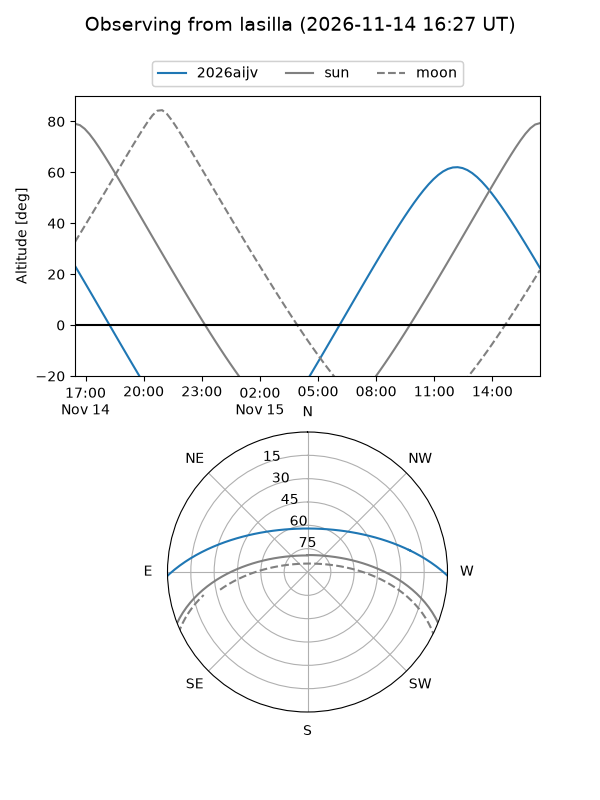 Observing from lasilla (2026-11-14 16:27 UT)
2026aijv sun moon
Altitude [deg]
80
60
40
20
0
−20
17:00 20:00 23:00 02:00 05:00 08:00 11:00 14:00
Nov 14 Nov 15
N
NE NW
15
30
45
60
75
E W
SE SW
S